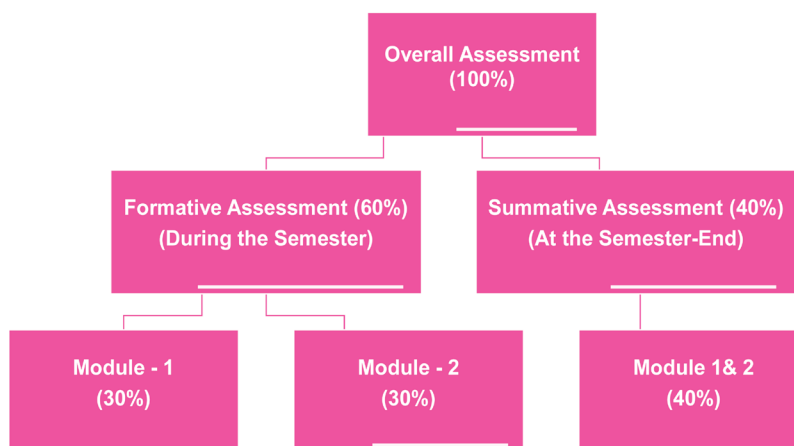 Overall Assessment
(100%)
Formative Assessment (60%)
(During the Semester)
Summative Assessment (40%)
(At the Semester-End)
Module - 1
(30%)
Module - 2
(30%)
Module 1& 2
(40%)